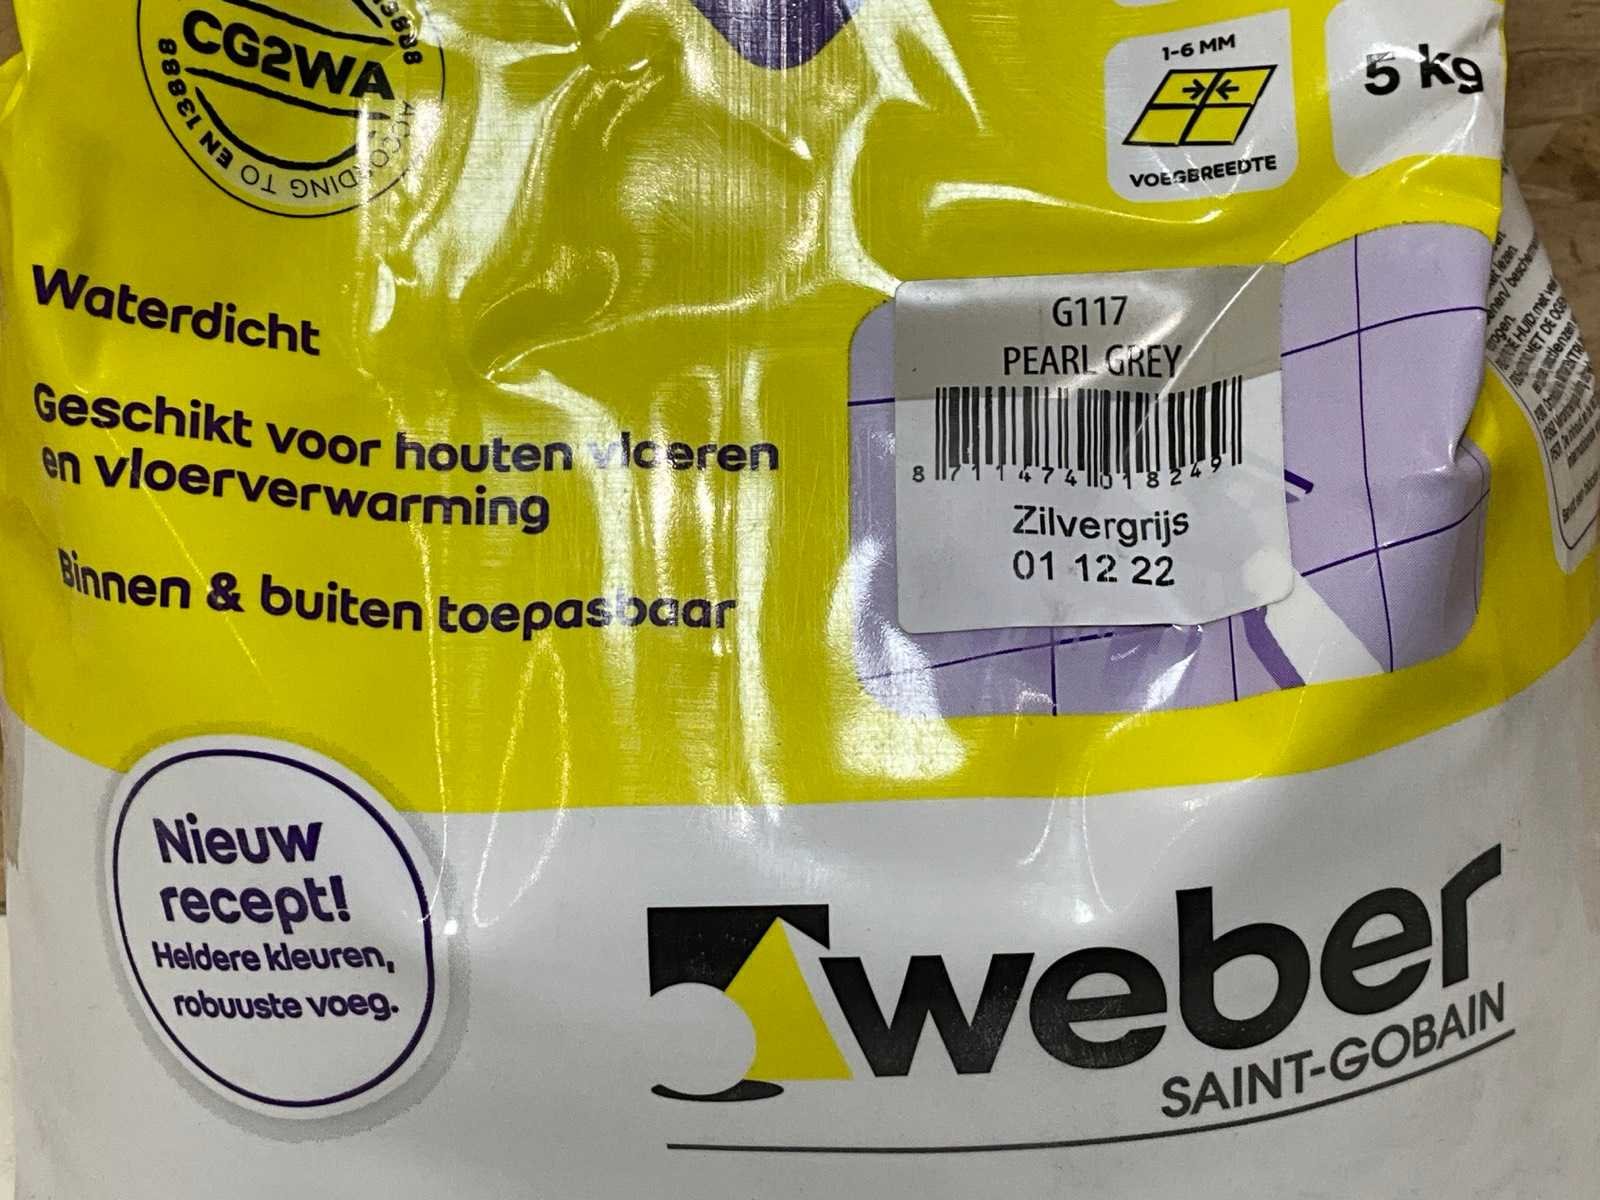 CG2WA
ACCORDING TO EN 13888
1-6 MM
VOEGBREEDTE
5 kg
Waterdicht
Geschikt voor houten vloeren
en vloerverwarming
Binnen & buiten toepasbaar
G117
PEARL GREY
8 711474 018249
Zilvergrijs
01 12 22
Nieuw
recept!
Heldere kleuren,
robuuste voeg.
weber
SAINT-GOBAIN